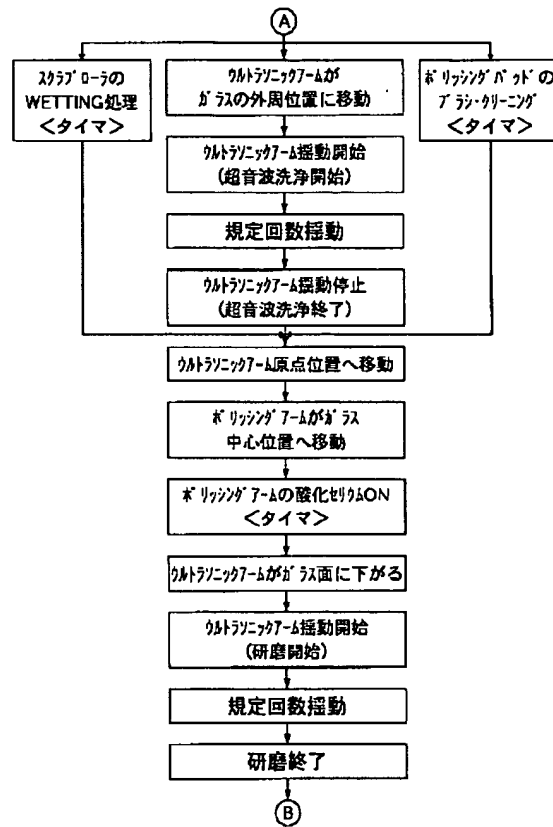 A
スクラブローラの
WETTING処理
<タイマ>
ウルトラソニックアームが
ガラスの外周位置に移動
ポリッシングパッドの
ブラシ・クリーニング
<タイマ>
ウルトラソニックアーム揺動開始
(超音波洗浄開始)
規定回数揺動
ウルトラソニックアーム揺動停止
(超音波洗浄終了)
ウルトラソニックアーム原点位置へ移動
ポリッシングアームがガラス
中心位置へ移動
ポリッシングアームの酸化セリウムON
<タイマ>
ウルトラソニックアームがガラス面に下がる
ウルトラソニックアーム揺動開始
(研磨開始)
規定回数揺動
研磨終了
B